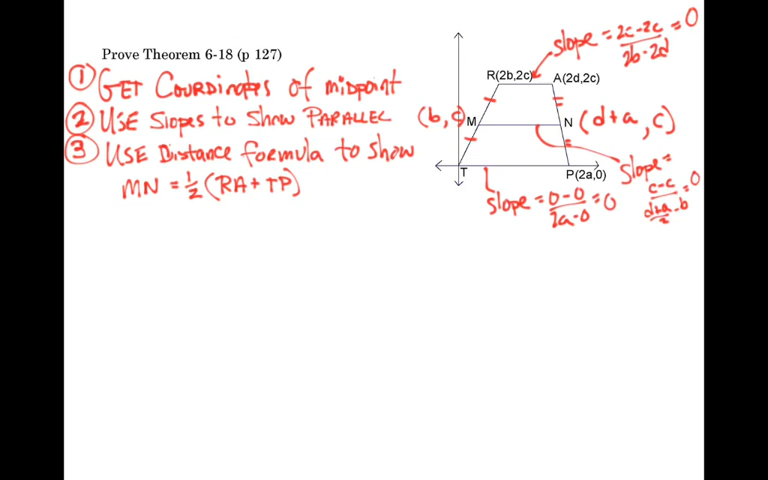 Prove Theorem 6-18 (p 127)
① GET COORDinates of midpoint
② USE Slopes to Show PARALLEL
③ USE Distance formula to show
MN = 1/2 (RA + TP)
slope = 2c-2c/2b-2d = 0
R(2b,2c)
A(2d,2c)
(b, c)
M
N
(d+a, c)
T
P(2a,0)
slope = 0-0/2a-0 = 0
slope =
c-c/d+a/2-b = 0